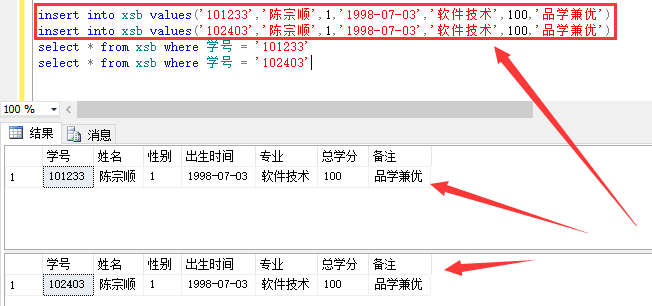 insert into xsb values('101233','陈宗顺',1,'1998-07-03','软件技术',100,'品学兼优')
insert into xsb values('102403','陈宗顺',1,'1998-07-03','软件技术',100,'品学兼优')
select * from xsb where 学号 = '101233'
select * from xsb where 学号 = '102403'
100 %
结果 消息
学号 姓名 性别 出生时间 专业 总学分 备注
1 101233 陈宗顺 1 1998-07-03 软件技术 100 品学兼优
学号 姓名 性别 出生时间 专业 总学分 备注
1 102403 陈宗顺 1 1998-07-03 软件技术 100 品学兼优